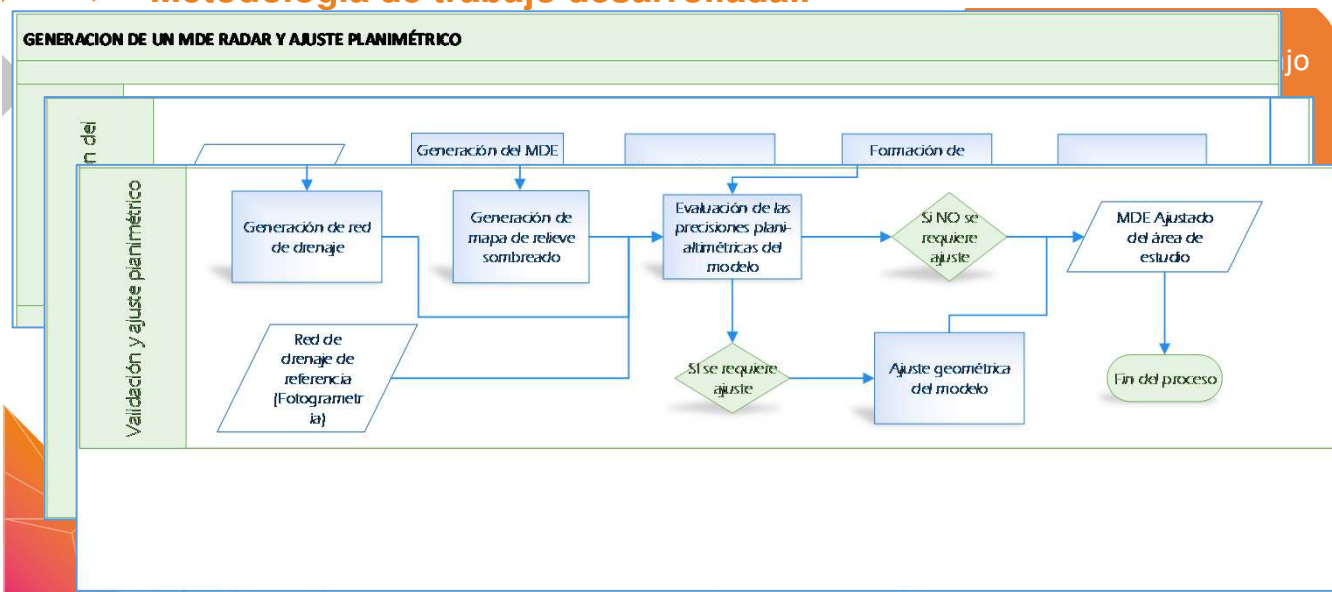 Metodología de trabajo desarrollada..
GENERACION DE UN MDE RADAR Y AJUSTE PLANIMÉTRICO
jo
n del
Generación del MDE
Formación de
Validación y ajuste planimétrico
Generación de red
de drenaje
Generación de
mapa de relieve
sombreado
Evaluación de las
precisiones plani-
altimétricas del
modelo
Si NO se
requiere
ajuste
MDE Ajustado
del área de
estudio
Red de
drenaje de
referencia
(Fotogrametr
ia)
SI se requiere
ajuste
Ajuste geométrica
del modelo
Fin del proceso